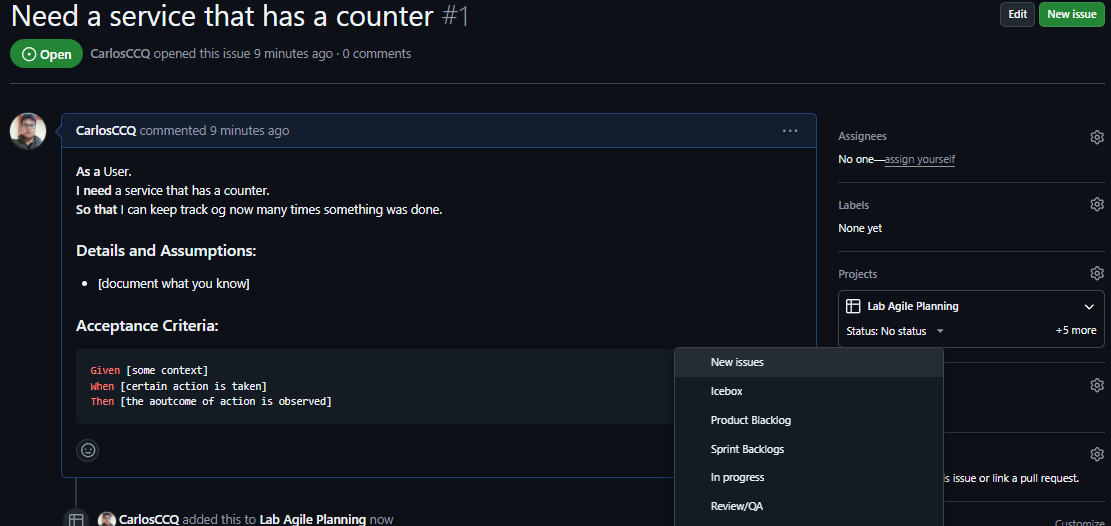 Need a service that has a counter #1
Edit
New issue
Open
CarlosCCQ opened this issue 9 minutes ago · 0 comments
CarlosCCQ commented 9 minutes ago
As a User.
I need a service that has a counter.
So that I can keep track og now many times something was done.
Details and Assumptions:
[document what you know]
Acceptance Criteria:
Given [some context]
When [certain action is taken]
Then [the aoutcome of action is observed]
CarlosCCQ added this to Lab Agile Planning now
Assignees
No one—assign yourself
Labels
None yet
Projects
Lab Agile Planning
Status: No status
+5 more
New issues
Icebox
Product Blacklog
Sprint Backlogs
In progress
Review/QA
s issue or link a pull request.
Customize